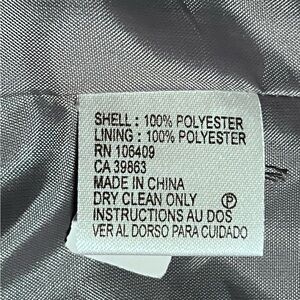 SHELL: 100% POLYESTER
LINING: 100% POLYESTER
RN 106409
CA 39863
MADE IN CHINA
DRY CLEAN ONLY Ⓟ
INSTRUCTIONS AU DOS
VER AL DORSO PARA CUIDADO